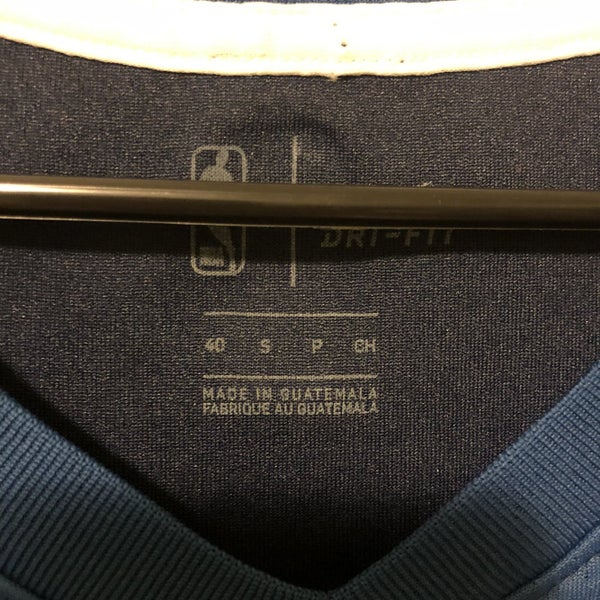 DRI-FIT
40 S P CH
MADE IN GUATEMALA
FABRIQUE AU GUATEMALA